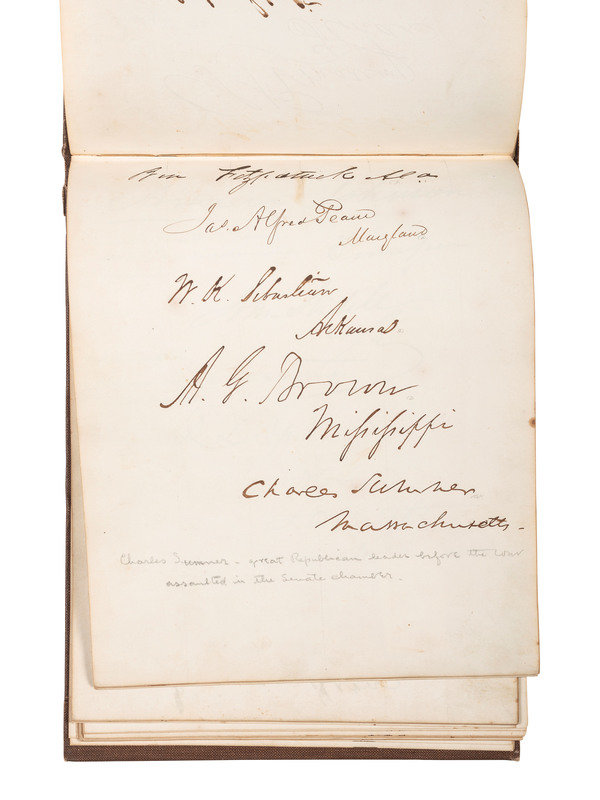 Ben Fitzpatrick Ala
Jas. Alfred Pearce
Maryland
W. K. Sebastian
Arkansas
A. G. Brown
Mississippi
Charles Sumner
Massachusetts -
Charles Sumner - great Republican leader before the war
assaulted in the Senate chamber.